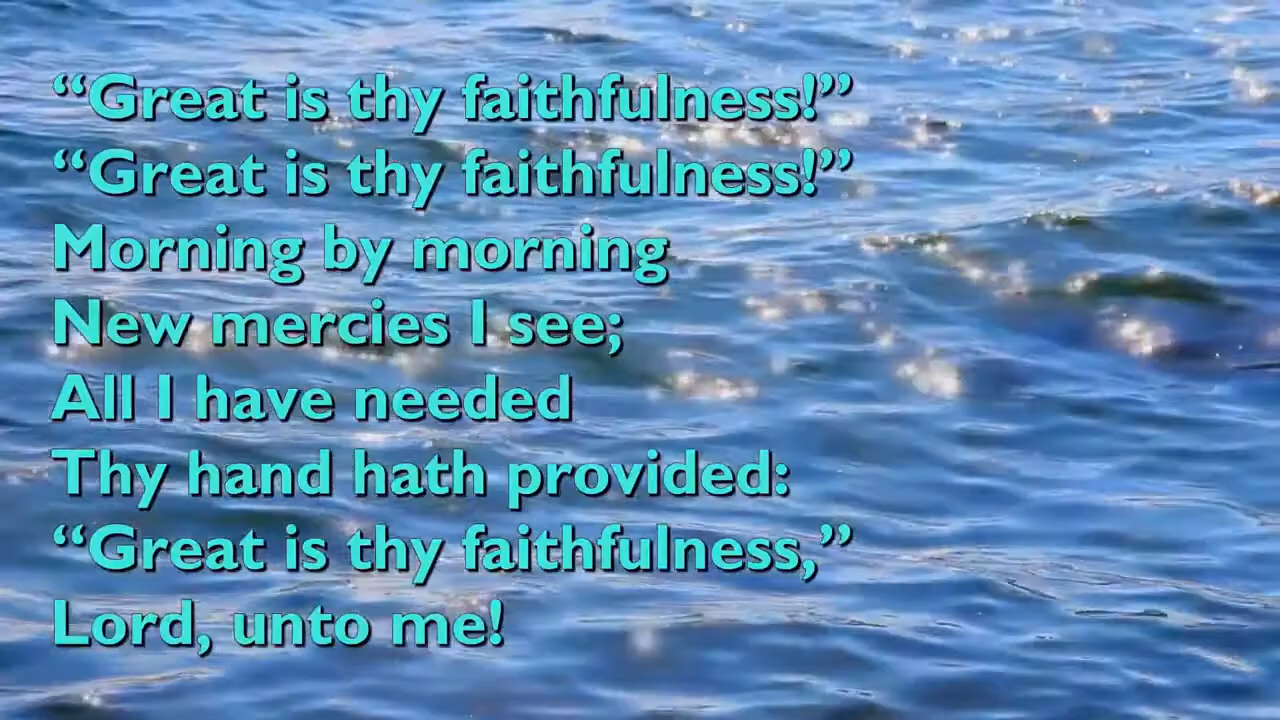 “Great is thy faithfulness!”
“Great is thy faithfulness!”
Morning by morning
New mercies I see;
All I have needed
Thy hand hath provided:
“Great is thy faithfulness,”
Lord, unto me!